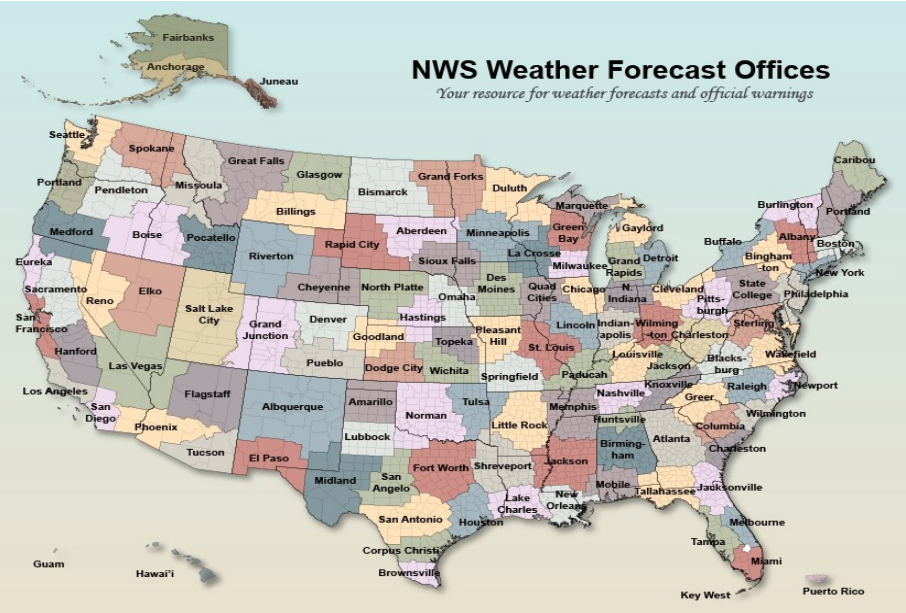 Fairbanks
Anchorage
Juneau
NWS Weather Forecast Offices
Your resource for weather forecasts and official warnings
Seattle
Spokane
Great Falls
Glasgow
Portland
Pendleton
Missoula
Bismarck
Grand Forks
Duluth
Caribou
Billings
Marquette
Burlington
Portland
Medford
Boise
Pocatello
Riverton
Rapid City
Aberdeen
Minneapolis
Green
Bay
Gaylord
Buffalo
Albany
Boston
Eureka
La Crosse
Milwaukee
Grand
Rapids
Detroit
Bingham
-ton
New York
Sioux Falls
Sacramento
Reno
Elko
Cheyenne
North Platte
Des
Moines
Omaha
Quad
Cities
Chicago
N.
Indiana
Cleveland
State
College
Philadelphia
Pitts-
burgh
San
Francisco
Salt Lake
City
Grand
Junction
Denver
Hastings
Goodland
Topeka
Pleasant
Hill
Lincoln
Indian-
apolis
Wilming
-ton
Charleston
Sterling
Hanford
Las Vegas
Pueblo
Dodge City
Wichita
St. Louis
Springfield
Louisville
Paducah
Jackson
Blacks-
burg
Wakefield
Los Angeles
Flagstaff
Albuquerque
Amarillo
Norman
Tulsa
Little Rock
Memphis
Nashville
Knoxville
Greer
Raleigh
Newport
San
Diego
Phoenix
Tucson
Lubbock
Huntsville
Atlanta
Columbia
Wilmington
Charleston
El Paso
Midland
San
Angelo
Fort Worth
Shreveport
Jackson
Birming-
ham
Lake
Charles
New
Orleans
Mobile
Tallahassee
Jacksonville
San Antonio
Houston
Melbourne
Tampa
Corpus Christi
Brownsville
Miami
Key West
Guam
Hawai'i
Puerto Rico